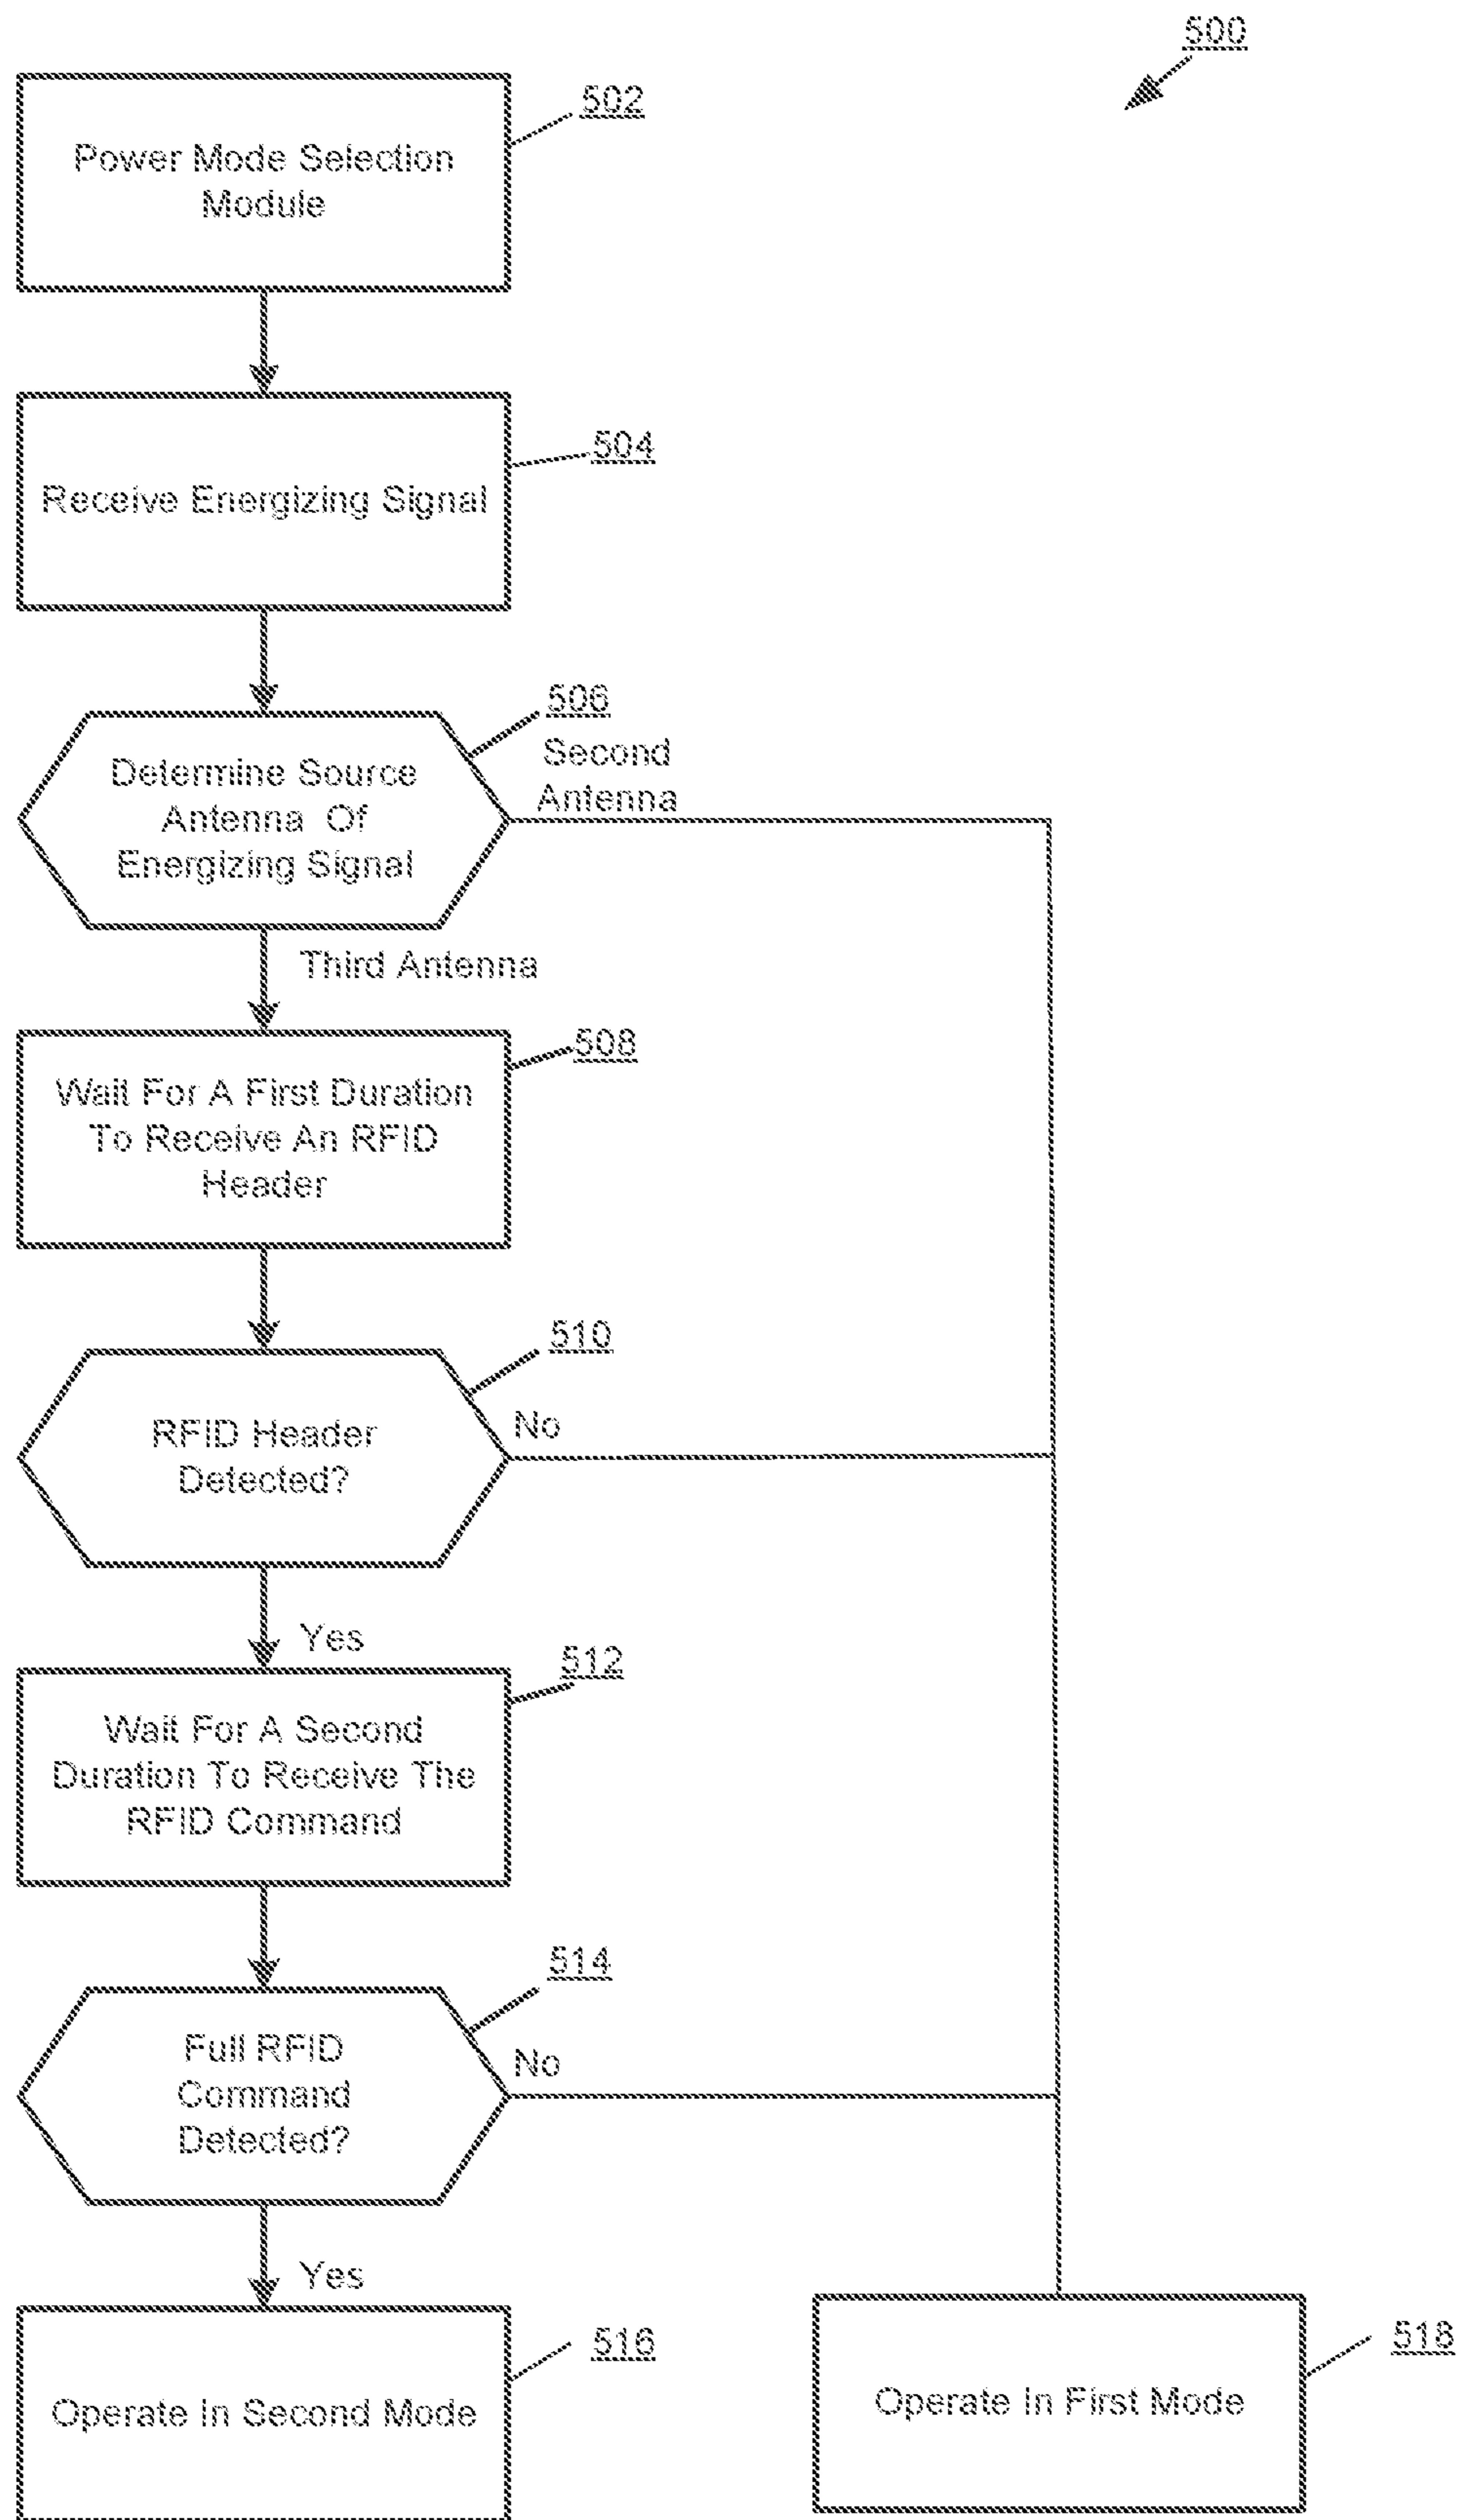 500
502
Power Mode Selection
Module
504
Receive Energizing Signal
506
Determine Source
Antenna Of
Energizing Signal
Second
Antenna
Third Antenna
508
Wait For A First Duration
To Receive An RFID
Header
510
RFID Header
Detected?
No
Yes
512
Wait For A Second
Duration To Receive The
RFID Command
514
Full RFID
Command
Detected?
No
Yes
516
Operate In Second Mode
518
Operate In First Mode